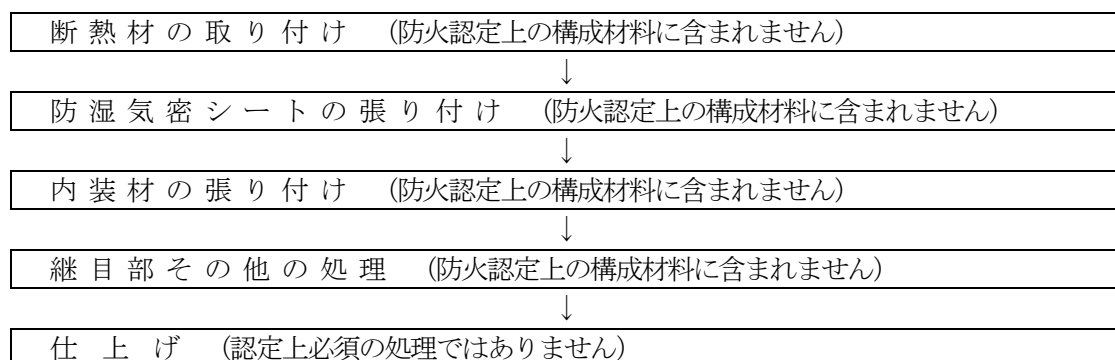 断熱材の取り付け (防火認定上の構成材料に含まれません)
↓
防湿気密シートの張り付け (防火認定上の構成材料に含まれません)
↓
内装材の張り付け (防火認定上の構成材料に含まれません)
↓
継目部その他の処理 (防火認定上の構成材料に含まれません)
↓
仕上げ (認定上必須の処理ではありません)